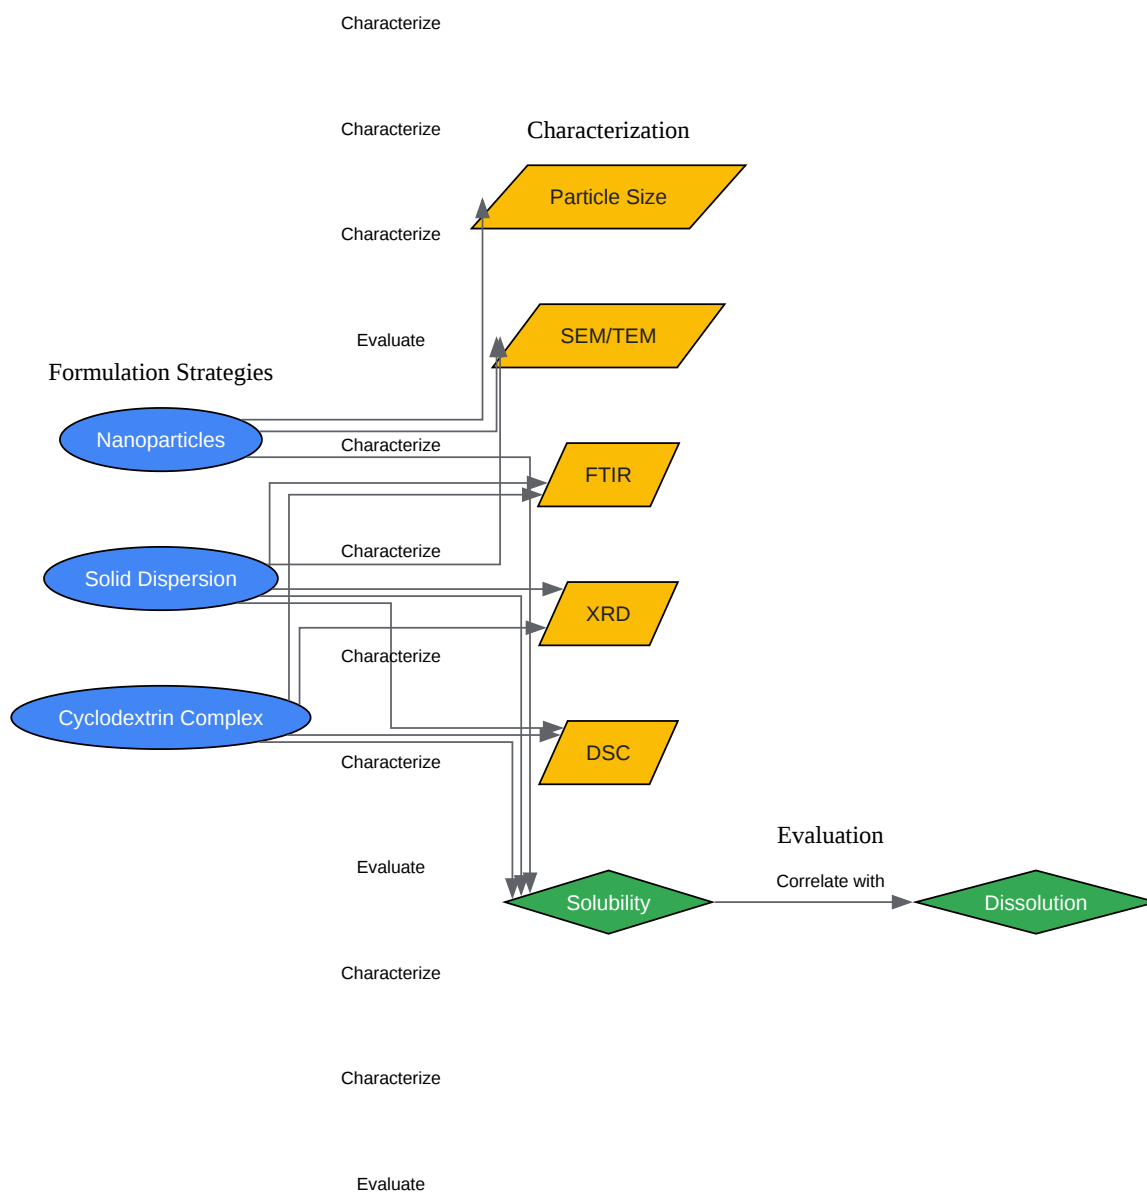 Characterize
Characterize
Characterization
Particle Size
Characterize
SEM/TEM
Evaluate
Formulation Strategies
Nanoparticles
Characterize
FTIR
Characterize
Solid Dispersion
XRD
Characterize
Cyclodextrin Complex
DSC
Characterize
Evaluation
Evaluate
Correlate with
Solubility
Dissolution
Characterize
Characterize
Evaluate